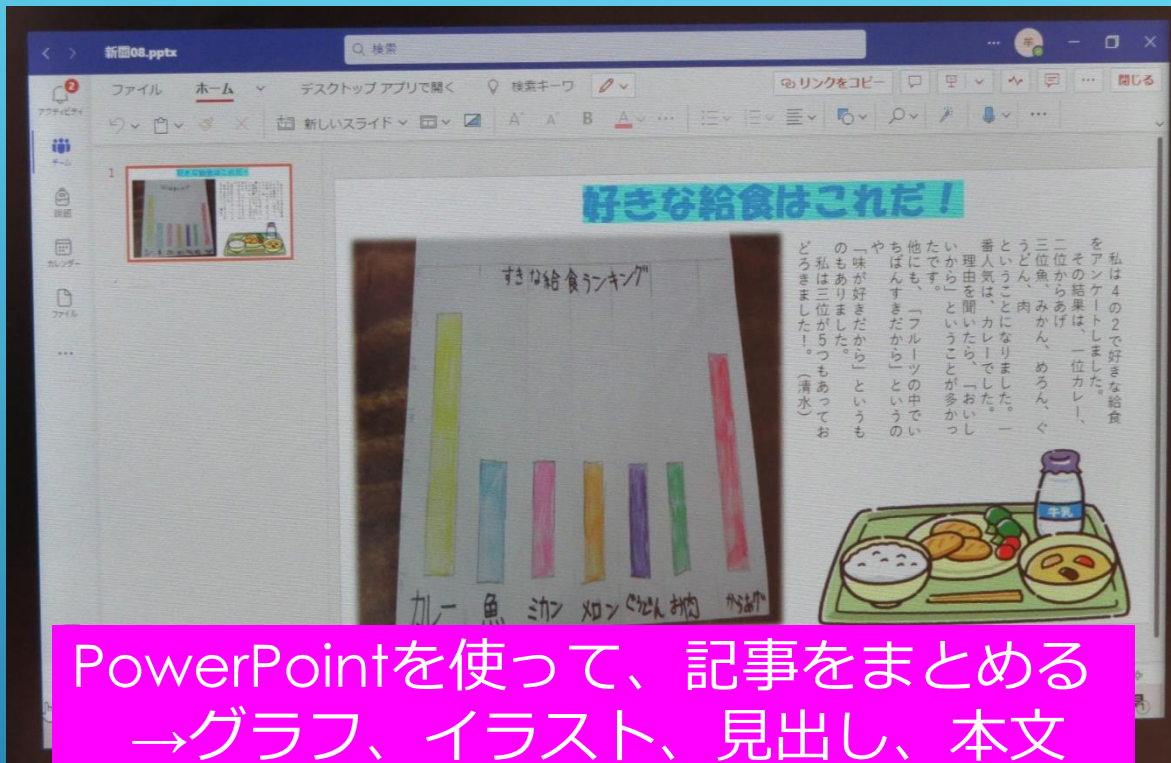 新聞08.pptx
検索
2
アクティビティ
チーム
課題
カレンダー
ファイル
ファイル ホーム デスクトップ アプリで開く 検索キーワ
リンクをコピー
閉じる
新しいスライド
1
好きな給食はこれだ！
すきな給食ランキング
カレー 魚 ミカン メロン ぐうどん お肉 からあげ
私は4の2で好きな給食
をアンケートしました。
その結果は、一位カレー、
二位からあげ
三位魚、みかん、めろん、ぐ
うどん、肉
ということになりました。一
番人気は、カレーでした。
理由を聞いたら、「おいし
いから」ということが多かっ
たです。
他にも、「フルーツの中でい
ちばんすきだから」というの
や
「味が好きだから」というも
のもありました。
私は三位が5つもあってお
どろきました！。（清水）
牛乳
PowerPointを使って、記事をまとめる
→グラフ、イラスト、見出し、本文